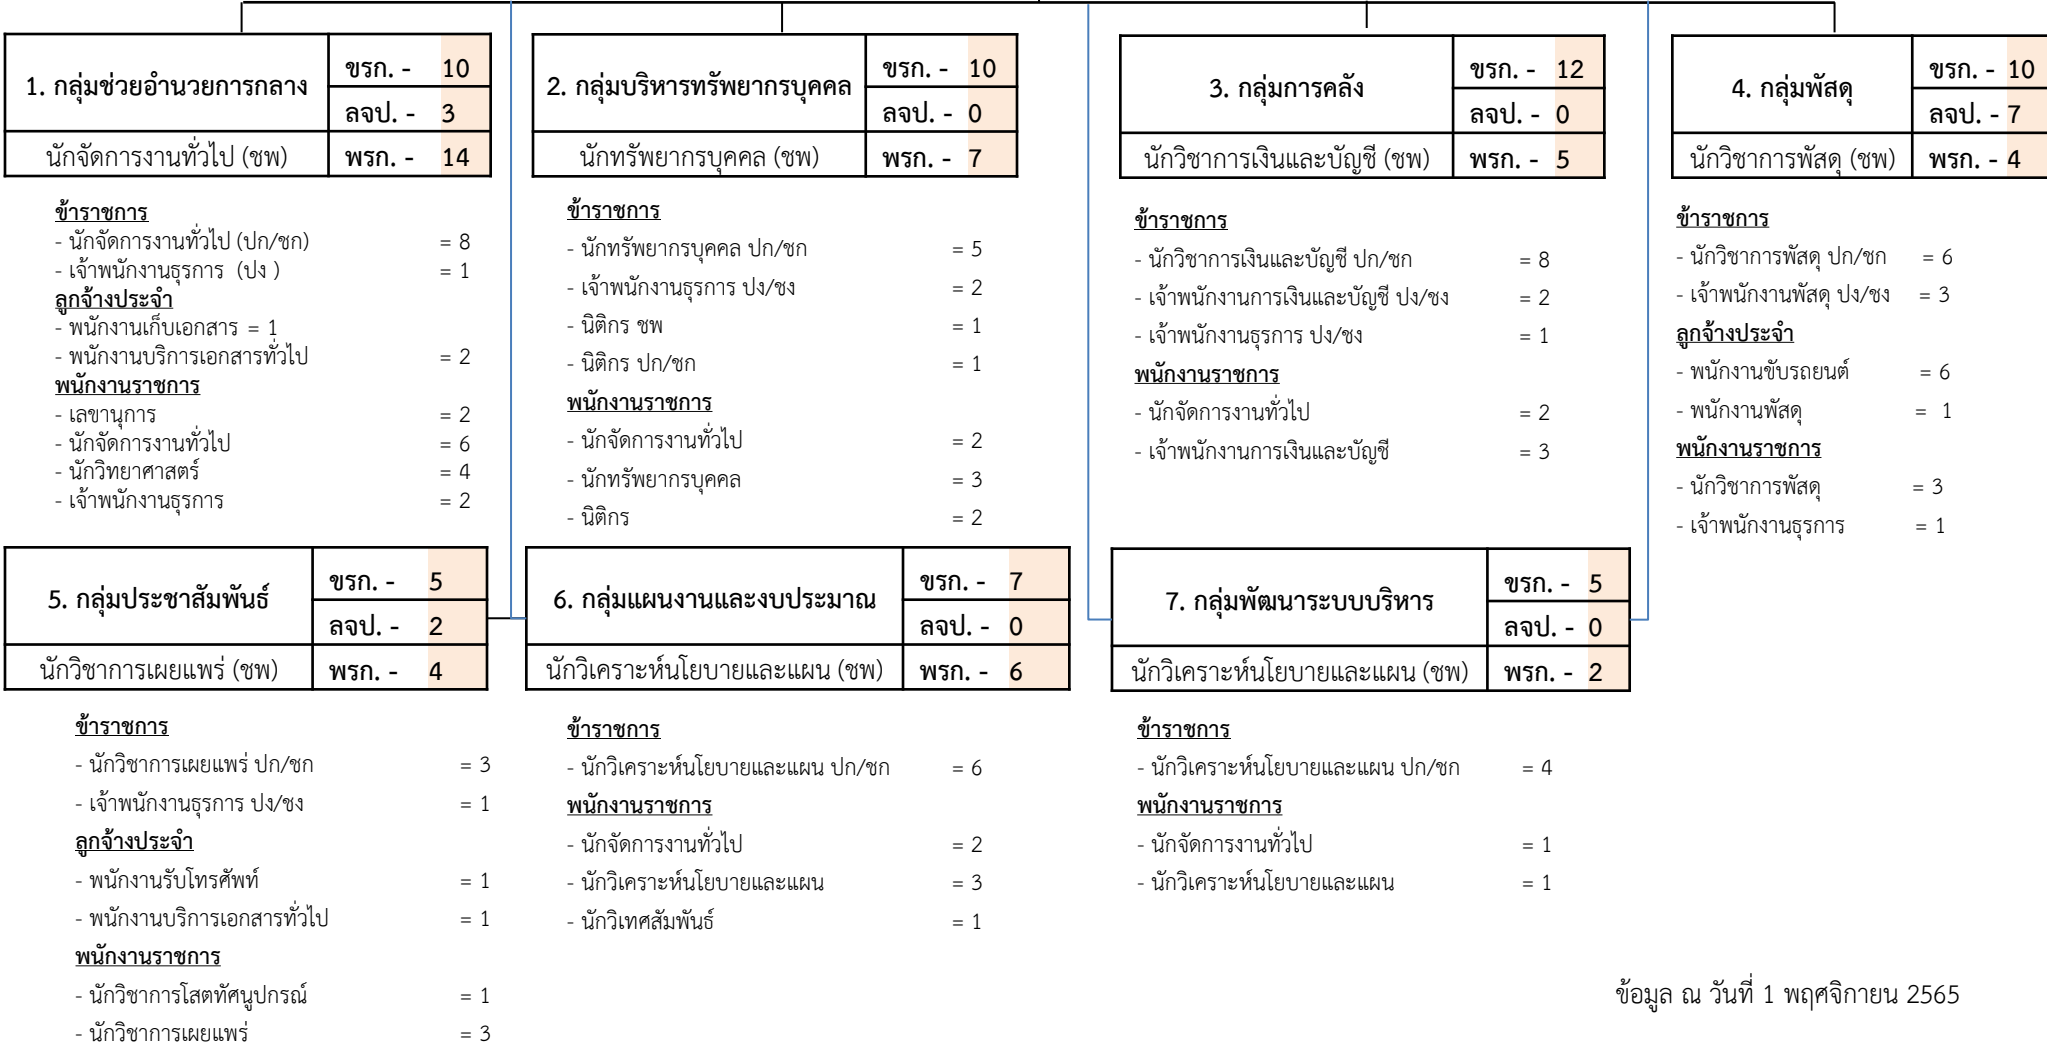 1. กลุ่มช่วยอำนวยการกลาง
ขรก. - 10
ลจป. - 3
นักจัดการงานทั่วไป (ชพ)
พรก. - 14
ข้าราชการ
- นักจัดการงานทั่วไป (ปก/ชก) = 8
- เจ้าพนักงานธุรการ (ปง ) = 1
ลูกจ้างประจำ
- พนักงานเก็บเอกสาร = 1
- พนักงานบริการเอกสารทั่วไป = 2
พนักงานราชการ
- เลขานุการ = 2
- นักจัดการงานทั่วไป = 6
- นักวิทยาศาสตร์ = 4
- เจ้าพนักงานธุรการ = 2
2. กลุ่มบริหารทรัพยากรบุคคล
ขรก. - 10
ลจป. - 0
นักทรัพยากรบุคคล (ชพ)
พรก. - 7
ข้าราชการ
- นักทรัพยากรบุคคล ปก/ชก = 5
- เจ้าพนักงานธุรการ ปง/ชง = 2
- นิติกร ชพ = 1
- นิติกร ปก/ชก = 1
พนักงานราชการ
- นักจัดการงานทั่วไป = 2
- นักทรัพยากรบุคคล = 3
- นิติกร = 2
3. กลุ่มการคลัง
ขรก. - 12
ลจป. - 0
นักวิชาการเงินและบัญชี (ชพ)
พรก. - 5
ข้าราชการ
- นักวิชาการเงินและบัญชี ปก/ชก = 8
- เจ้าพนักงานการเงินและบัญชี ปง/ชง = 2
- เจ้าพนักงานธุรการ ปง/ชง = 1
พนักงานราชการ
- นักจัดการงานทั่วไป = 2
- เจ้าพนักงานการเงินและบัญชี = 3
4. กลุ่มพัสดุ
ขรก. - 10
ลจป. - 7
นักวิชาการพัสดุ (ชพ)
พรก. - 4
ข้าราชการ
- นักวิชาการพัสดุ ปก/ชก = 6
- เจ้าพนักงานพัสดุ ปง/ชง = 3
ลูกจ้างประจำ
- พนักงานขับรถยนต์ = 6
- พนักงานพัสดุ = 1
พนักงานราชการ
- นักวิชาการพัสดุ = 3
- เจ้าพนักงานธุรการ = 1
5. กลุ่มประชาสัมพันธ์
ขรก. - 5
ลจป. - 2
นักวิชาการเผยแพร่ (ชพ)
พรก. - 4
ข้าราชการ
- นักวิชาการเผยแพร่ ปก/ชก = 3
- เจ้าพนักงานธุรการ ปง/ชง = 1
ลูกจ้างประจำ
- พนักงานรับโทรศัพท์ = 1
- พนักงานบริการเอกสารทั่วไป = 1
พนักงานราชการ
- นักวิชาการโสตทัศนูปกรณ์ = 1
- นักวิชาการเผยแพร่ = 3
6. กลุ่มแผนงานและงบประมาณ
ขรก. - 7
ลจป. - 0
นักวิเคราะห์นโยบายและแผน (ชพ)
พรก. - 6
ข้าราชการ
- นักวิเคราะห์นโยบายและแผน ปก/ชก = 6
พนักงานราชการ
- นักจัดการงานทั่วไป = 2
- นักวิเคราะห์นโยบายและแผน = 3
- นักวิเทศสัมพันธ์ = 1
7. กลุ่มพัฒนาระบบบริหาร
ขรก. - 5
ลจป. - 0
นักวิเคราะห์นโยบายและแผน (ชพ)
พรก. - 2
ข้าราชการ
- นักวิเคราะห์นโยบายและแผน ปก/ชก = 4
พนักงานราชการ
- นักจัดการงานทั่วไป = 1
- นักวิเคราะห์นโยบายและแผน = 1
ข้อมูล ณ วันที่ 1 พฤศจิกายน 2565